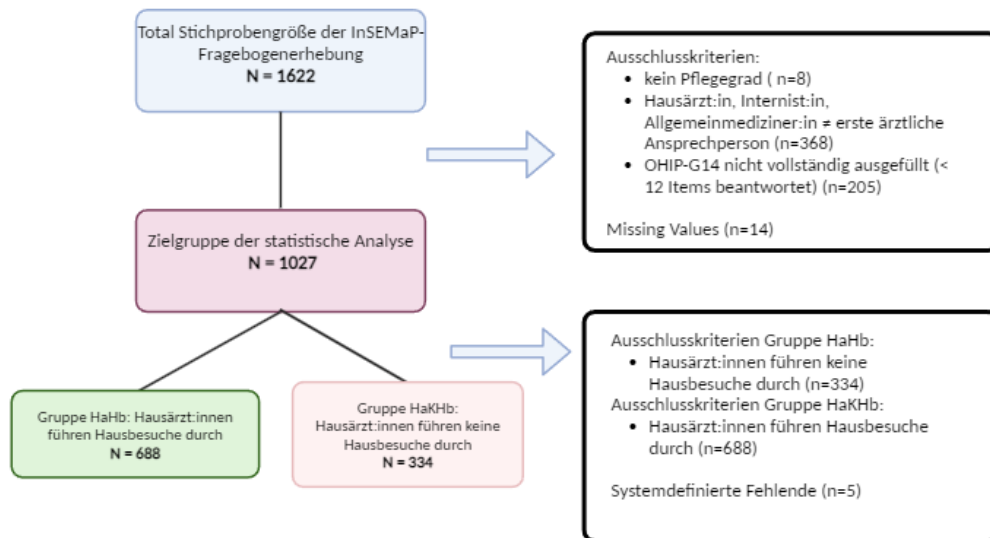 Total Stichprobengröße der InSEMaP-
Fragebogenerhebung
N = 1622
Ausschlusskriterien:
• kein Pflegegrad ( n=8)
• Hausärzt:in, Internist:in,
Allgemeinmediziner:in ≠ erste ärztliche
Ansprechperson (n=368)
• OHIP-G14 nicht vollständig ausgefüllt (<
12 Items beantwortet) (n=205)
Missing Values (n=14)
Zielgruppe der statistische Analyse
N = 1027
Ausschlusskriterien Gruppe HaHb:
• Hausärzt:innen führen keine
Hausbesuche durch (n=334)
Ausschlusskriterien Gruppe HaKHb:
• Hausärzt:innen führen Hausbesuche
durch (n=688)
Systemdefinierte Fehlende (n=5)
Gruppe HaHb: Hausärzt:innen
führen Hausbesuche durch
N = 688
Gruppe HaKHb:
Hausärzt:innen führen keine
Hausbesuche durch
N = 334